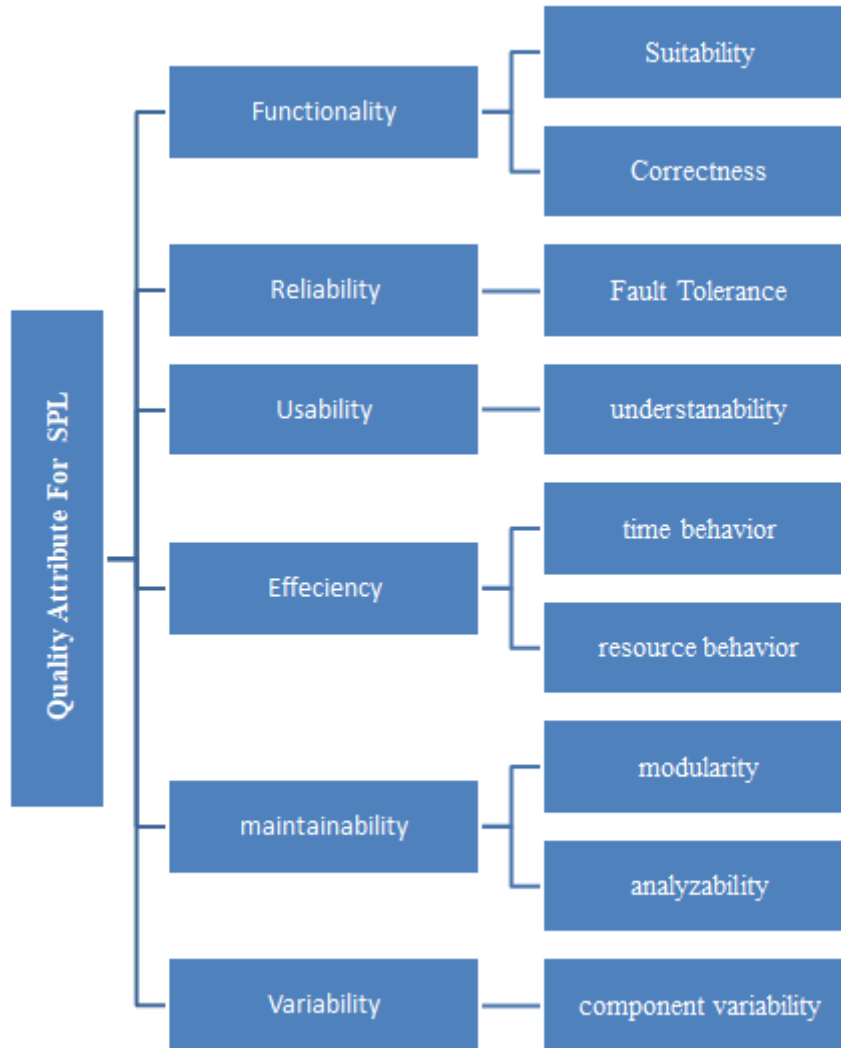 Quality Attribute For SPL
Functionality
Suitability
Correctness
Reliability
Fault Tolerance
Usability
understanability
Effeciency
time behavior
resource behavior
maintainability
modularity
analyzability
Variability
component variability